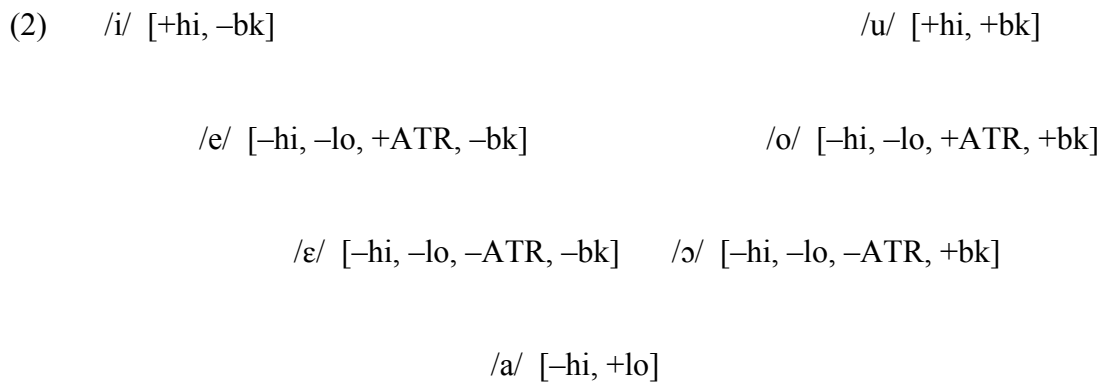 (2) /i/ [+hi, –bk] /u/ [+hi, +bk]
/e/ [–hi, –lo, +ATR, –bk] /o/ [–hi, –lo, +ATR, +bk]
/ɛ/ [–hi, –lo, –ATR, –bk] /ɔ/ [–hi, –lo, –ATR, +bk]
/a/ [–hi, +lo]